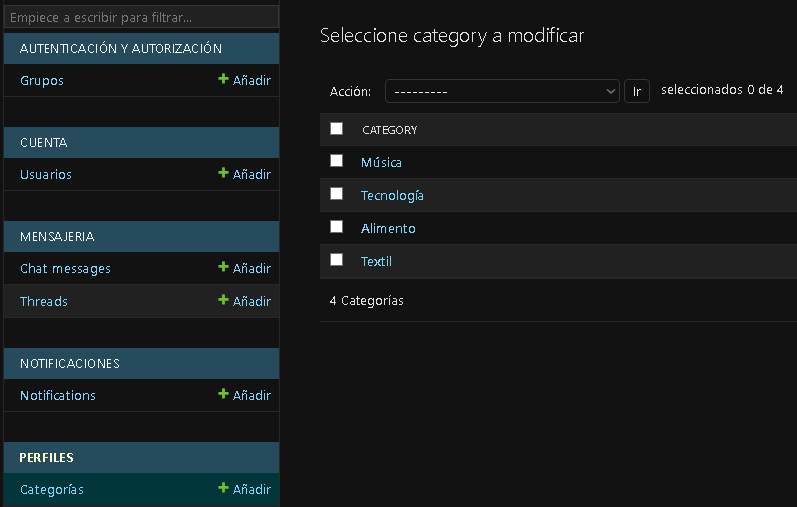 Empiece a escribir para filtrar...
AUTENTICACIÓN Y AUTORIZACIÓN
Grupos Añadir
CUENTA
Usuarios Añadir
MENSAJERIA
Chat messages Añadir
Threads Añadir
NOTIFICACIONES
Notifications Añadir
PERFILES
Categorías Añadir
Seleccione category a modificar
Acción: --------- Ir seleccionados 0 de 4
CATEGORY
Música
Tecnología
Alimento
Textil
4 Categorías